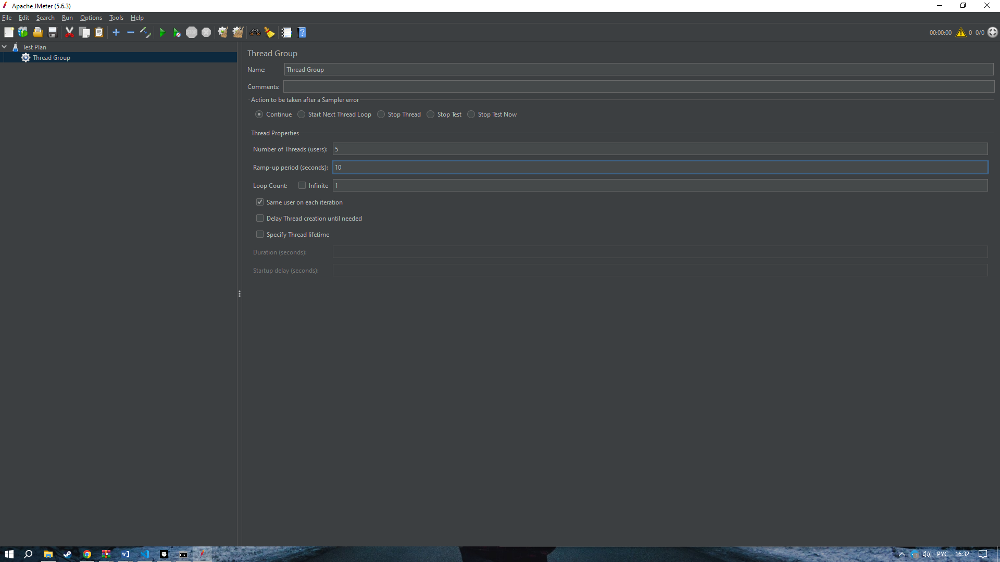 Apache JMeter (5.6.3)
File Edit Search Run Options Tools Help
00:00:00 0 0/0
Test Plan
Thread Group
Thread Group
Name: Thread Group
Comments:
Action to be taken after a Sampler error
Continue Start Next Thread Loop Stop Thread Stop Test Stop Test Now
Thread Properties
Number of Threads (users): 5
Ramp-up period (seconds): 10
Loop Count: Infinite 1
Same user on each iteration
Delay Thread creation until needed
Specify Thread lifetime
Duration (seconds):
Startup delay (seconds):
РУС 16:32